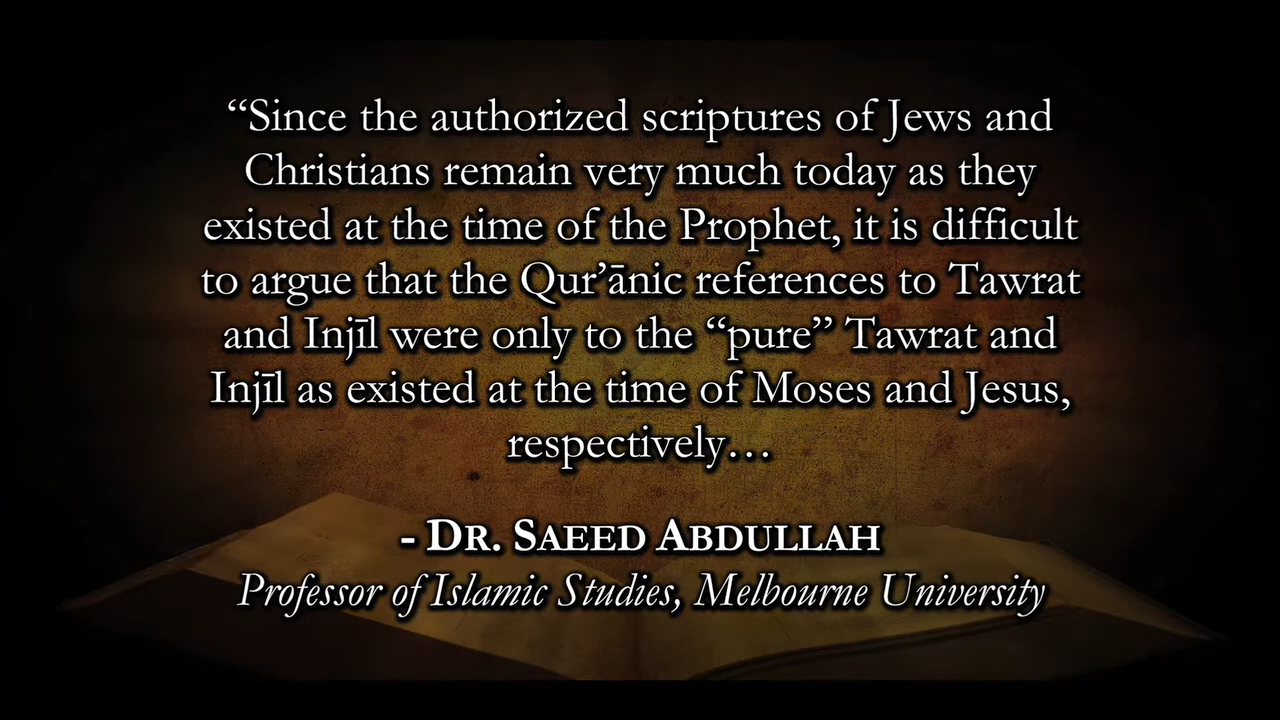 “Since the authorized scriptures of Jews and
Christians remain very much today as they
existed at the time of the Prophet, it is difficult
to argue that the Qur’ānic references to Tawrat
and Injīl were only to the “pure” Tawrat and
Injīl as existed at the time of Moses and Jesus,
respectively…
- DR. SAEED ABDULLAH
Professor of Islamic Studies, Melbourne University